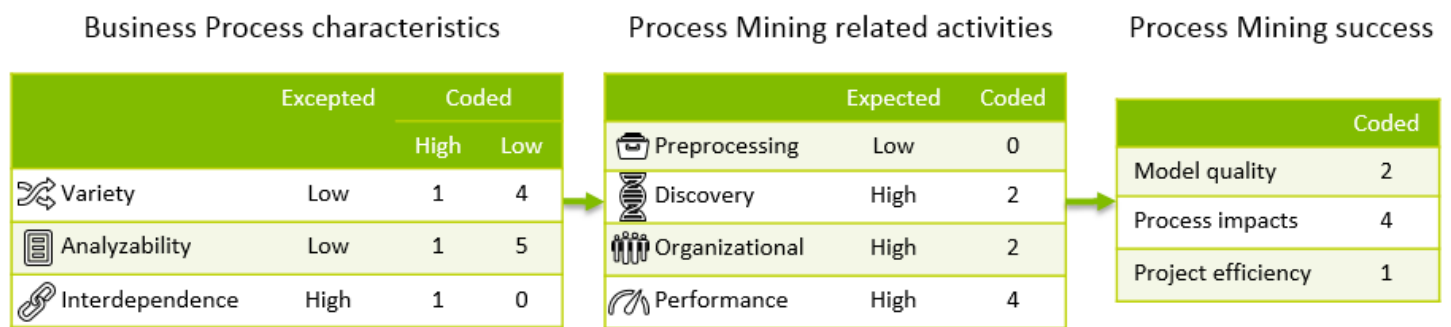 Business Process characteristics
Process Mining related activities
Process Mining success
Excepted Coded
High Low
Variety Low 1 4
Analyzability Low 1 5
Interdependence High 1 0
Expected Coded
Preprocessing Low 0
Discovery High 2
Organizational High 2
Performance High 4
Coded
Model quality 2
Process impacts 4
Project efficiency 1